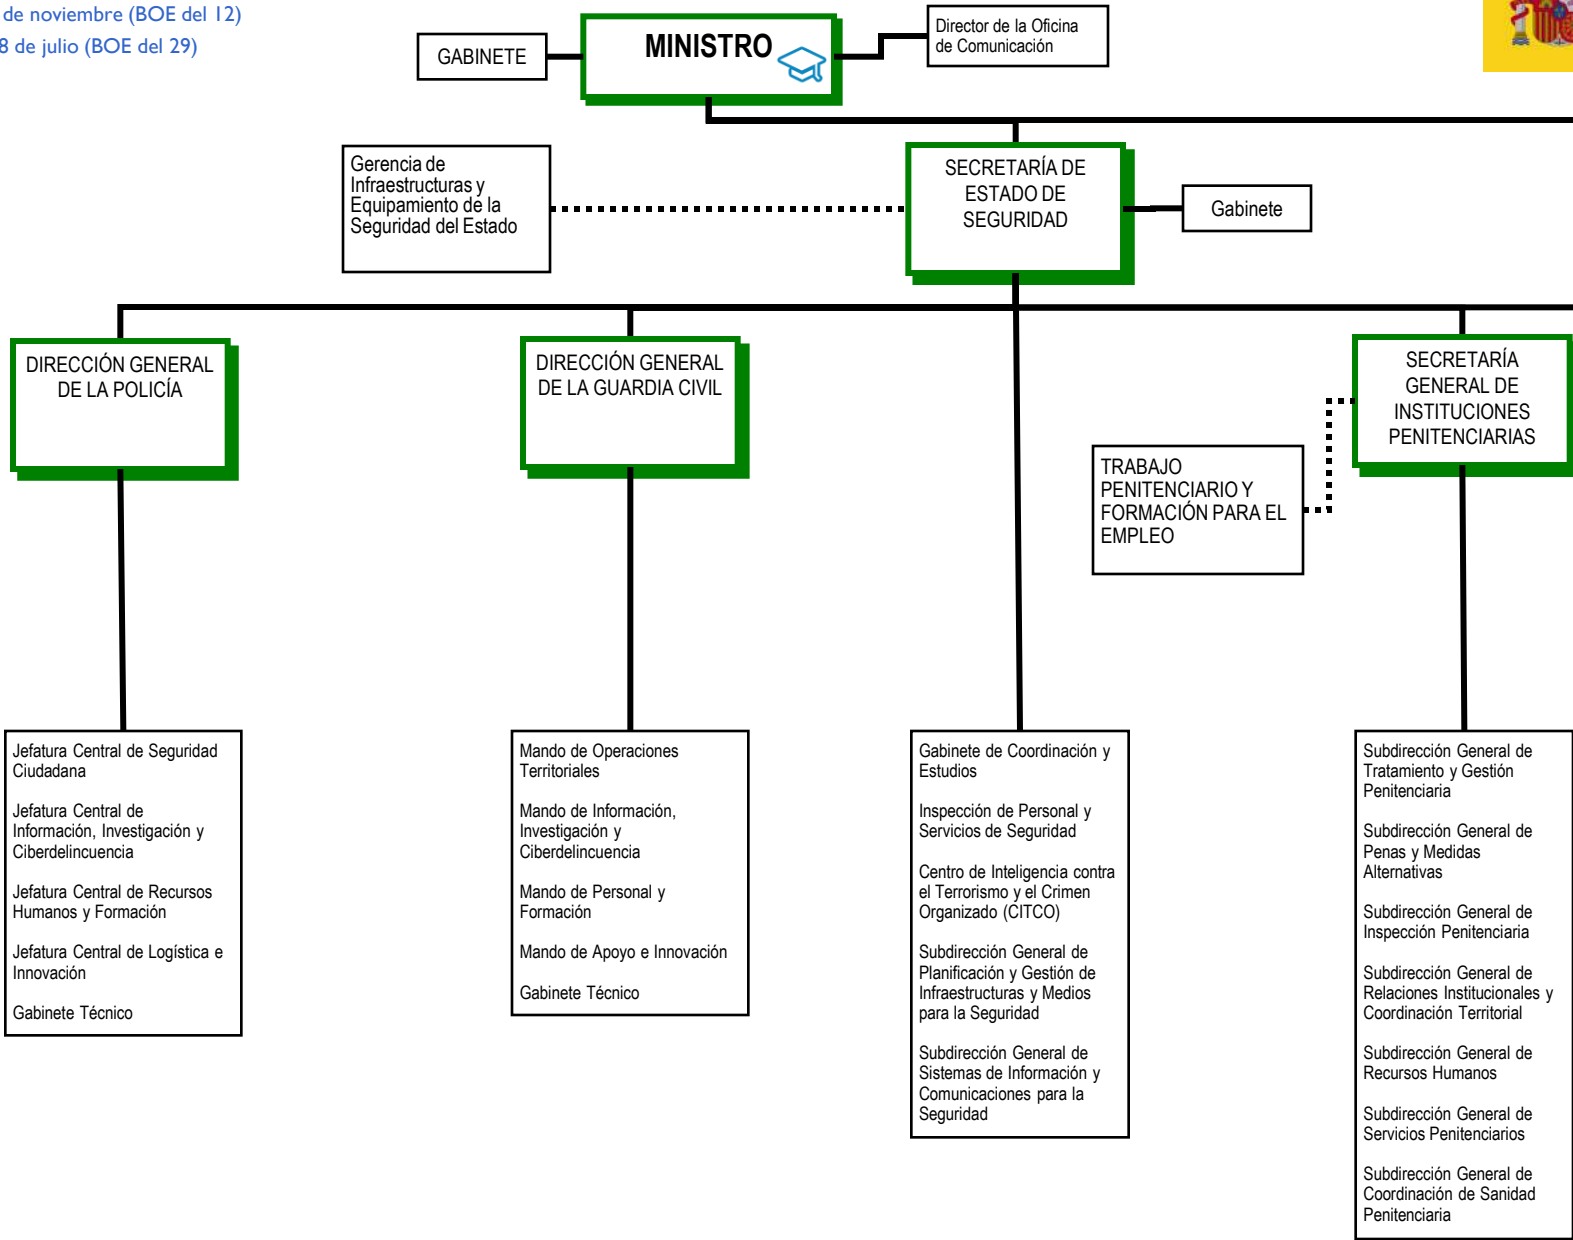 de noviembre (BOE del 12)
8 de julio (BOE del 29)
GABINETE
MINISTRO
Director de la Oficina
de Comunicación
Gerencia de
Infraestructuras y
Equipamiento de la
Seguridad del Estado
SECRETARÍA DE
ESTADO DE
SEGURIDAD
Gabinete
DIRECCIÓN GENERAL
DE LA POLICÍA
DIRECCIÓN GENERAL
DE LA GUARDIA CIVIL
SECRETARÍA
GENERAL DE
INSTITUCIONES
PENITENCIARIAS
TRABAJO
PENITENCIARIO Y
FORMACIÓN PARA EL
EMPLEO
Jefatura Central de Seguridad
Ciudadana
Jefatura Central de
Información, Investigación y
Ciberdelincuencia
Jefatura Central de Recursos
Humanos y Formación
Jefatura Central de Logística e
Innovación
Gabinete Técnico
Mando de Operaciones
Territoriales
Mando de Información,
Investigación y
Ciberdelincuencia
Mando de Personal y
Formación
Mando de Apoyo e Innovación
Gabinete Técnico
Gabinete de Coordinación y
Estudios
Inspección de Personal y
Servicios de Seguridad
Centro de Inteligencia contra
el Terrorismo y el Crimen
Organizado (CITCO)
Subdirección General de
Planificación y Gestión de
Infraestructuras y Medios
para la Seguridad
Subdirección General de
Sistemas de Información y
Comunicaciones para la
Seguridad
Subdirección General de
Tratamiento y Gestión
Penitenciaria
Subdirección General de
Penas y Medidas
Alternativas
Subdirección General de
Inspección Penitenciaria
Subdirección General de
Relaciones Institucionales y
Coordinación Territorial
Subdirección General de
Recursos Humanos
Subdirección General de
Servicios Penitenciarios
Subdirección General de
Coordinación de Sanidad
Penitenciaria